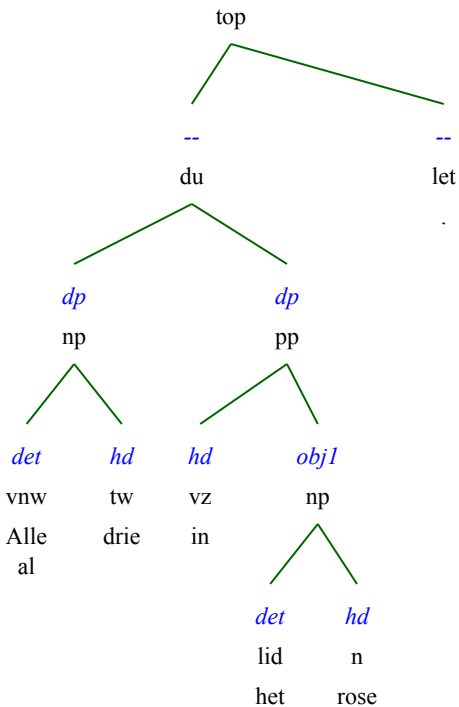 top
-- --
du let
.
dp dp
np pp
det hd hd obj1
vnw tw vz np
Alle drie in
al
det hd
lid n
het rose